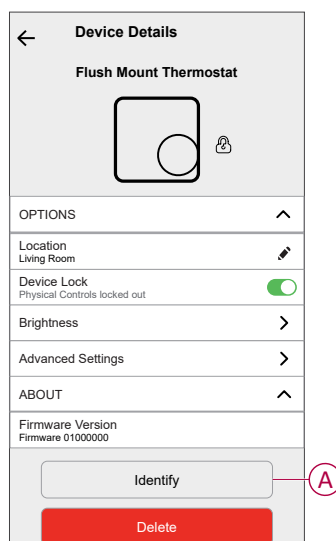 Device Details
Flush Mount Thermostat
OPTIONS
Location
Living Room
Device Lock
Physical Controls locked out
Brightness
Advanced Settings
ABOUT
Firmware Version
Firmware 01000000
Identify
A
Delete